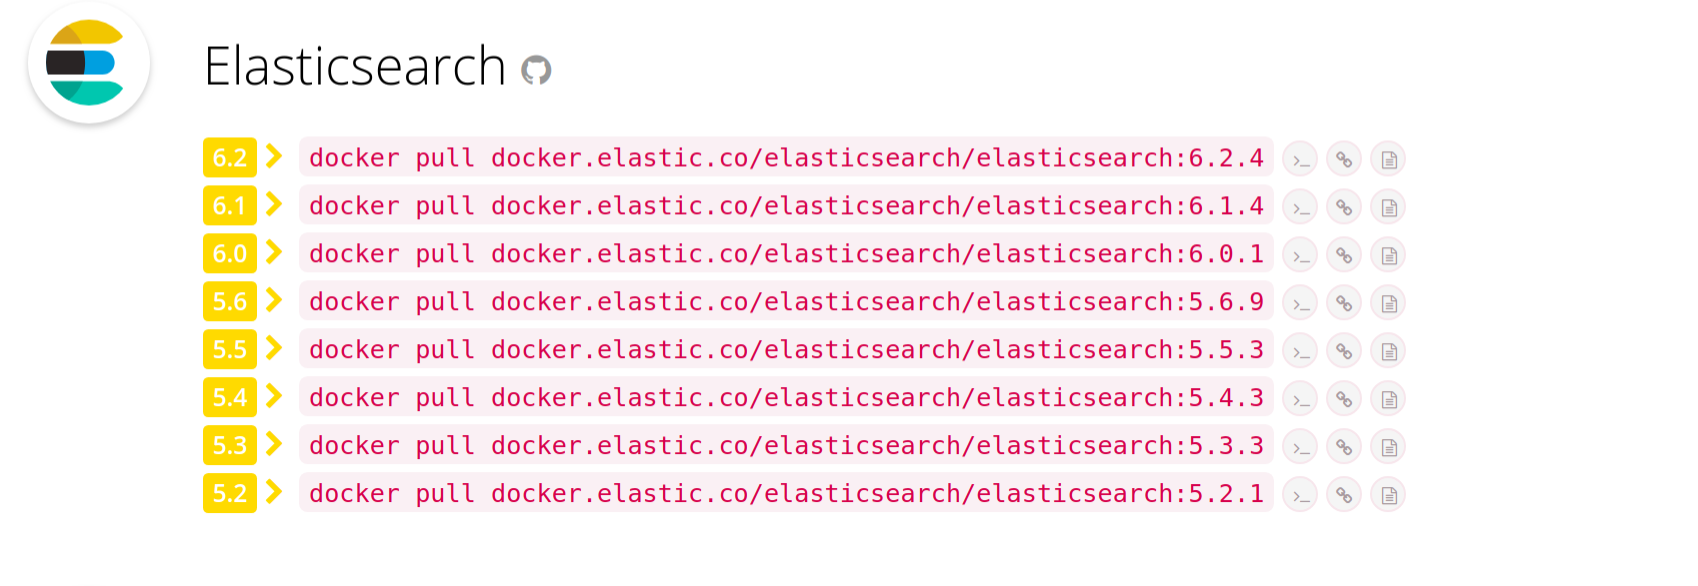 Elasticsearch
6.2 docker pull docker.elastic.co/elasticsearch/elasticsearch:6.2.4
6.1 docker pull docker.elastic.co/elasticsearch/elasticsearch:6.1.4
6.0 docker pull docker.elastic.co/elasticsearch/elasticsearch:6.0.1
5.6 docker pull docker.elastic.co/elasticsearch/elasticsearch:5.6.9
5.5 docker pull docker.elastic.co/elasticsearch/elasticsearch:5.5.3
5.4 docker pull docker.elastic.co/elasticsearch/elasticsearch:5.4.3
5.3 docker pull docker.elastic.co/elasticsearch/elasticsearch:5.3.3
5.2 docker pull docker.elastic.co/elasticsearch/elasticsearch:5.2.1